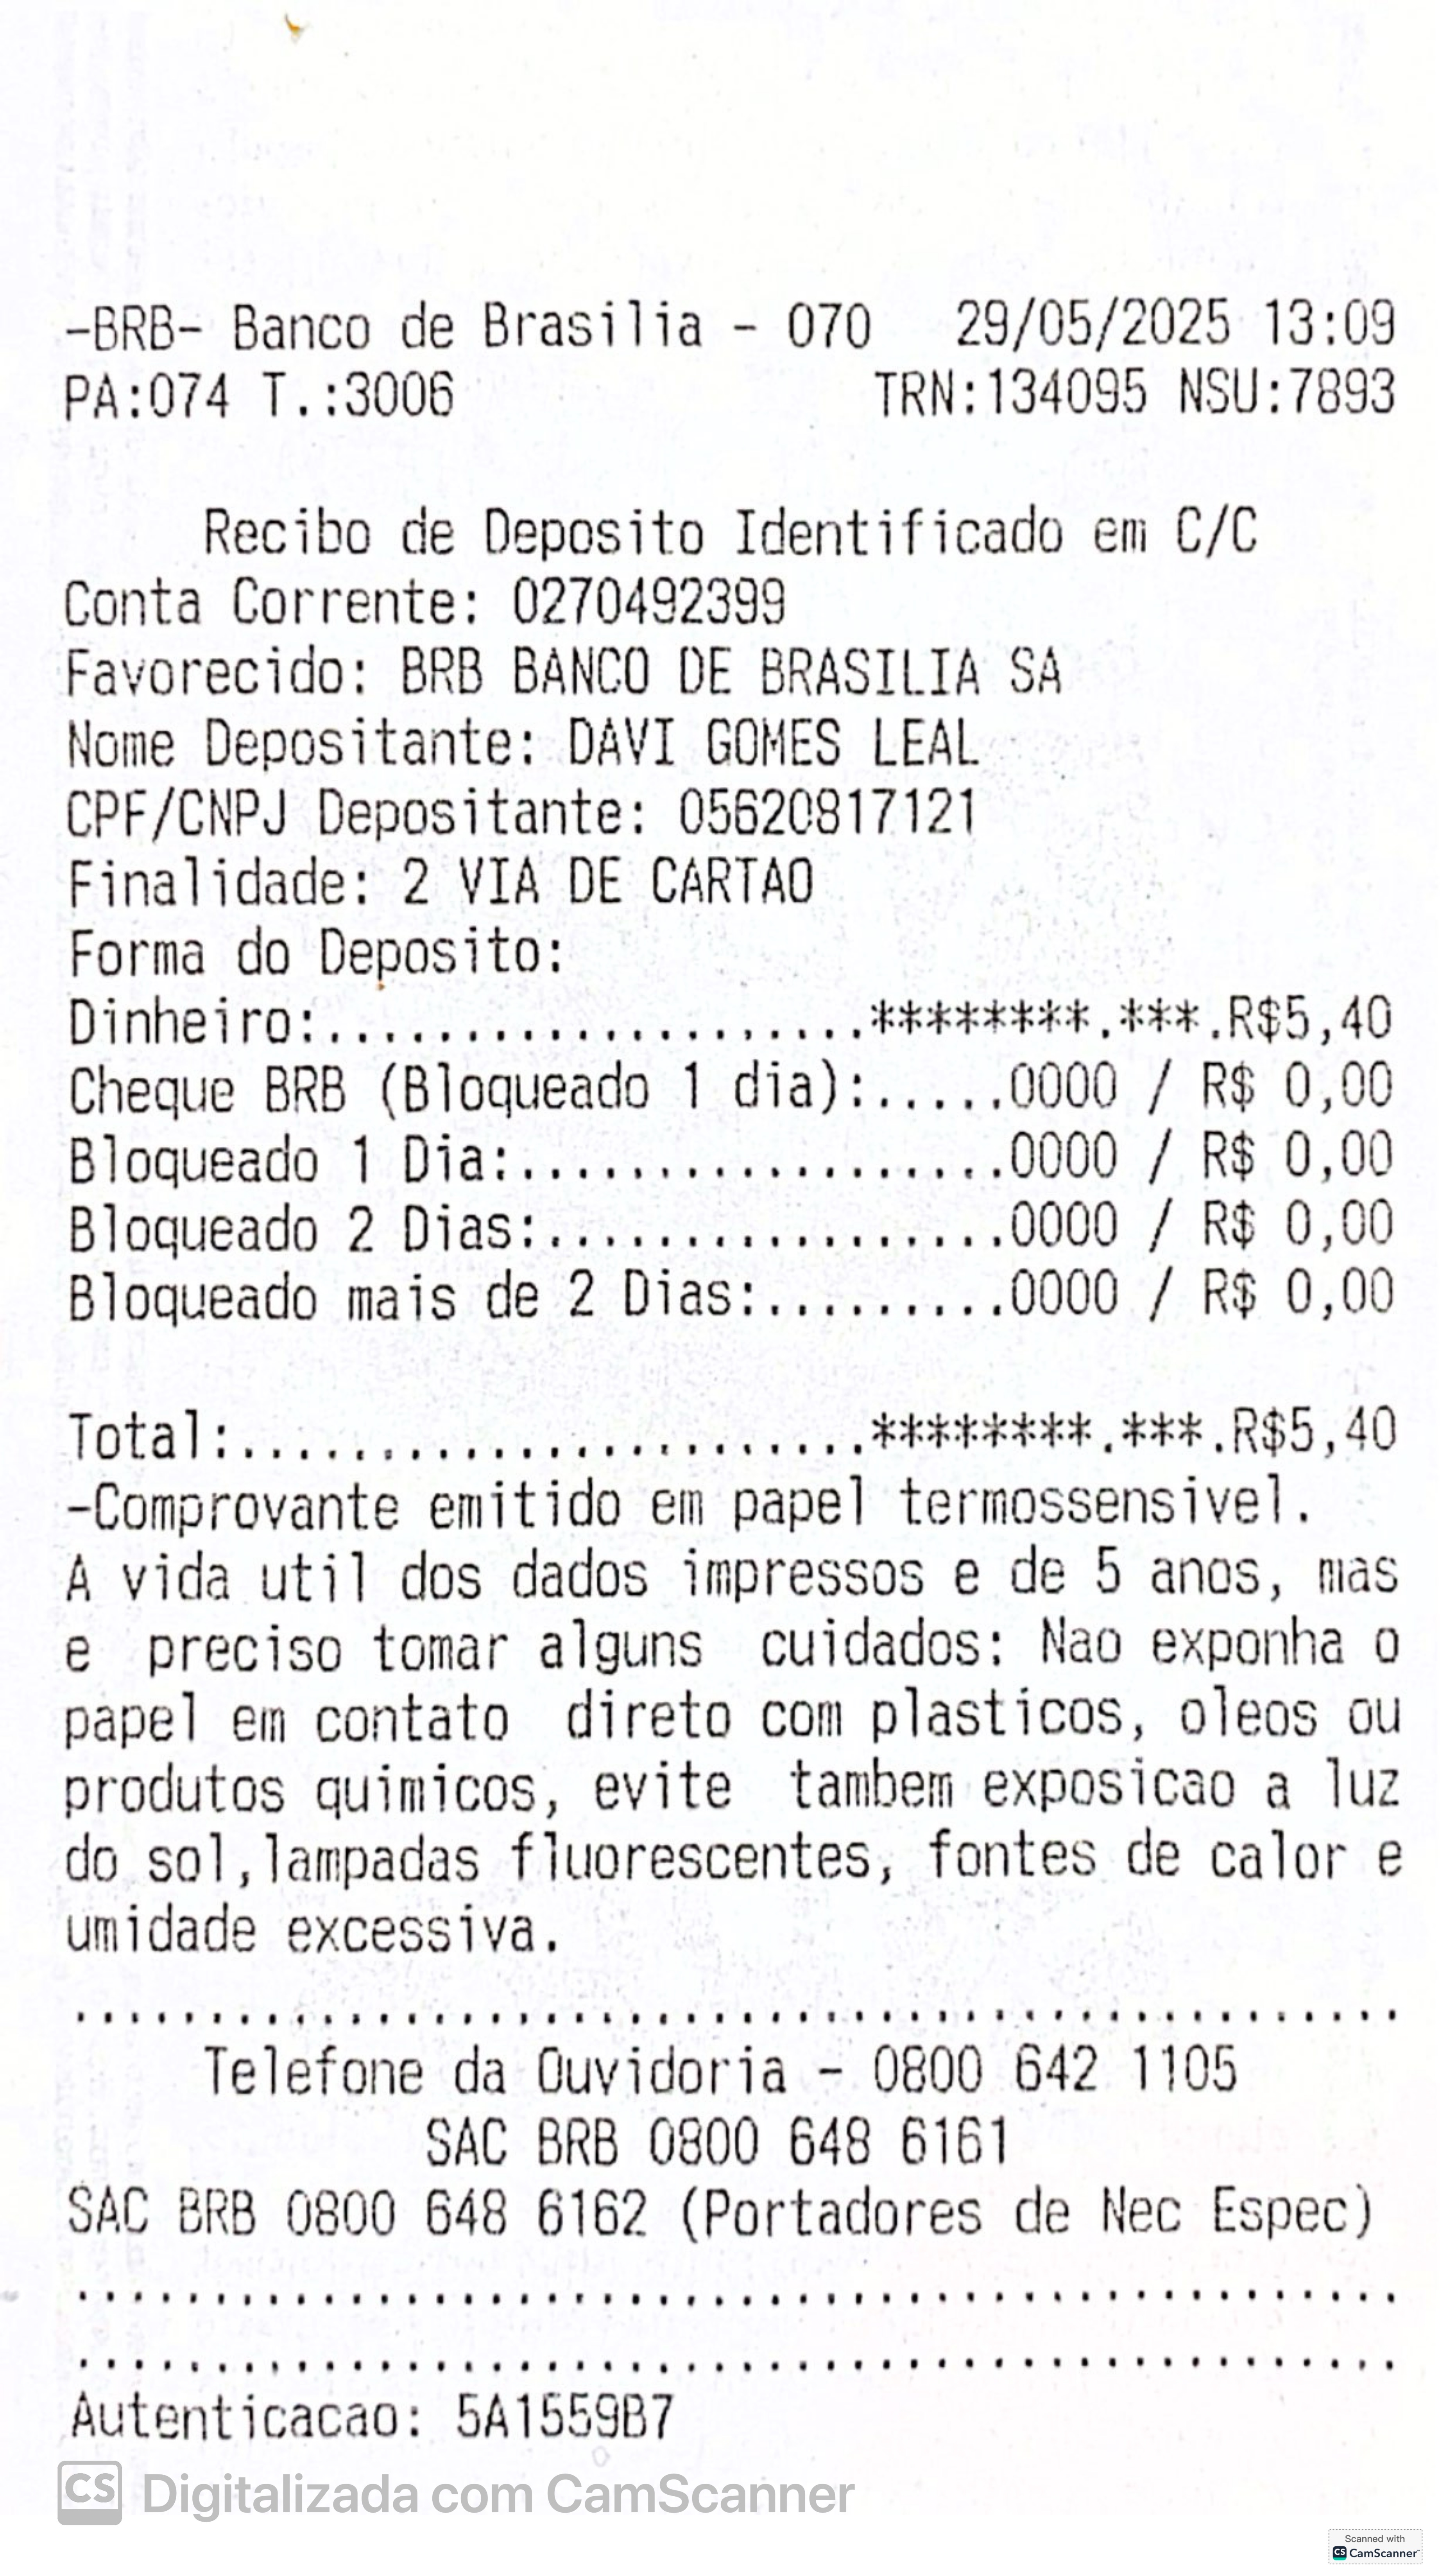 -BRB- Banco de Brasilia - 070   29/05/2025 13:09
PA:074 T.:3006               TRN:134095 NSU:7893
Recibo de Deposito Identificado em C/C
Conta Corrente: 0270492399
Favorecido: BRB BANCO DE BRASILIA SA
Nome Depositante: DAVI GOMES LEAL
CPF/CNPJ Depositante: 05620817121
Finalidade: 2 VIA DE CARTAO
Forma do Deposito:
Dinheiro:....................********.***.R$5,40
Cheque BRB (Bloqueado 1 dia):.....0000 / R$ 0,00
Bloqueado 1 Dia:..................0000 / R$ 0,00
Bloqueado 2 Dias:.................0000 / R$ 0,00
Bloqueado mais de 2 Dias:.........0000 / R$ 0,00
Total:.......................********.***.R$5,40
-Comprovante emitido em papel termossensivel.
A vida util dos dados impressos e de 5 anos, mas
e  preciso tomar alguns  cuidados: Nao exponha o
papel em contato  direto com plasticos, oleos ou
produtos quimicos, evite  tambem exposicao a luz
do sol,lampadas fluorescentes, fontes de calor e
umidade excessiva.
................................................
Telefone da Ouvidoria - 0800 642 1105
SAC BRB 0800 648 6161
SAC BRB 0800 648 6162 (Portadores de Nec Espec)
................................................
................................................
Autenticacao: 5A1559B7
CS Digitalizada com CamScanner
Scanned with
CS CamScanner